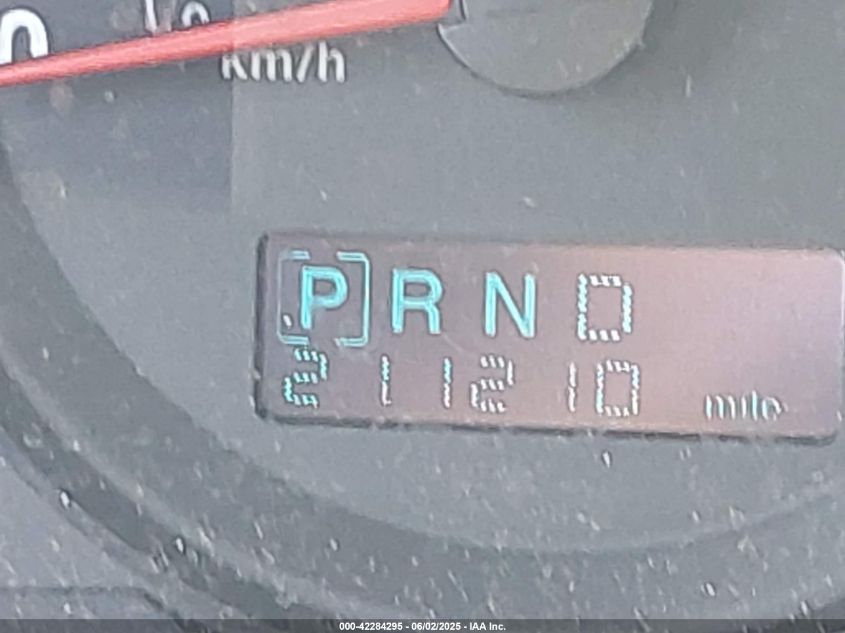 km/h
[P] R N D
211210 mile
000-42284295 - 06/02/2025 - IAA Inc.